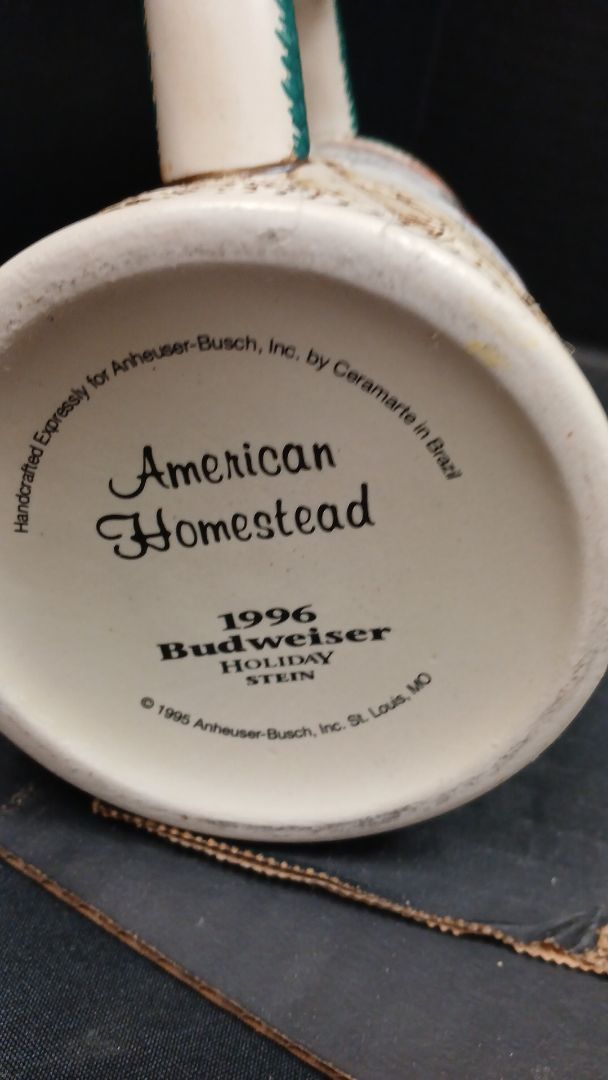 Handcrafted Expressly for Anheuser-Busch, Inc. by Ceramarte in Brazil
American
Homestead
1996
Budweiser
HOLIDAY
STEIN
© 1995 Anheuser-Busch, Inc. St. Louis, MO